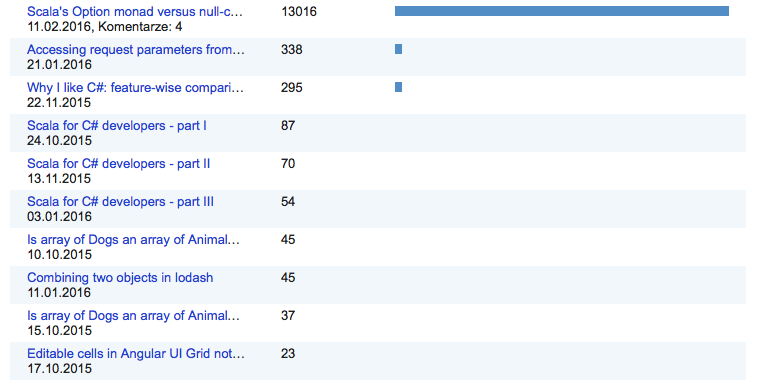 Scala's Option monad versus null-c… 13016
11.02.2016, Komentarze: 4
Accessing request parameters from… 338
21.01.2016
Why I like C#: feature-wise compari… 295
22.11.2015
Scala for C# developers - part I 87
24.10.2015
Scala for C# developers - part II 70
13.11.2015
Scala for C# developers - part III 54
03.01.2016
Is array of Dogs an array of Animal… 45
10.10.2015
Combining two objects in lodash 45
11.01.2016
Is array of Dogs an array of Animal… 37
15.10.2015
Editable cells in Angular UI Grid not… 23
17.10.2015